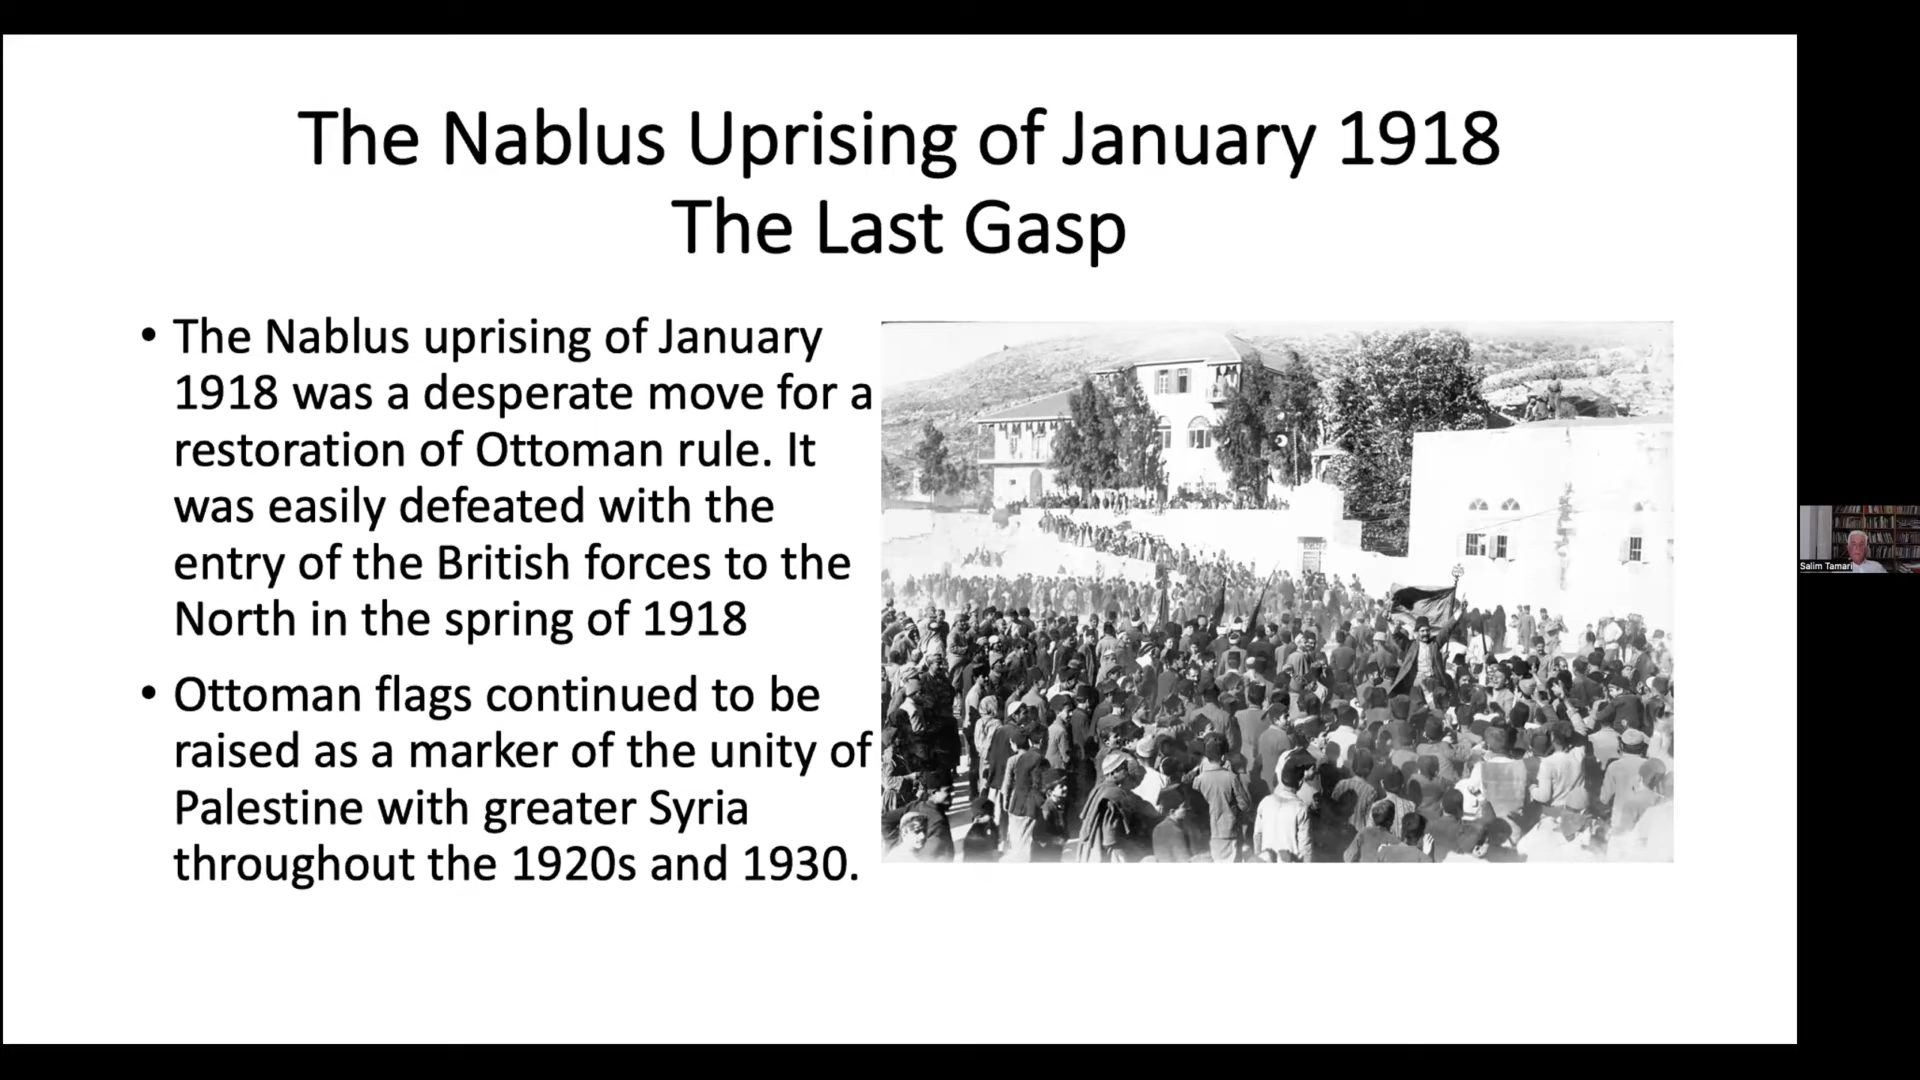 The Nablus Uprising of January 1918
The Last Gasp
• The Nablus uprising of January
1918 was a desperate move for a
restoration of Ottoman rule. It
was easily defeated with the
entry of the British forces to the
North in the spring of 1918
• Ottoman flags continued to be
raised as a marker of the unity of
Palestine with greater Syria
throughout the 1920s and 1930.
Salim Tamari